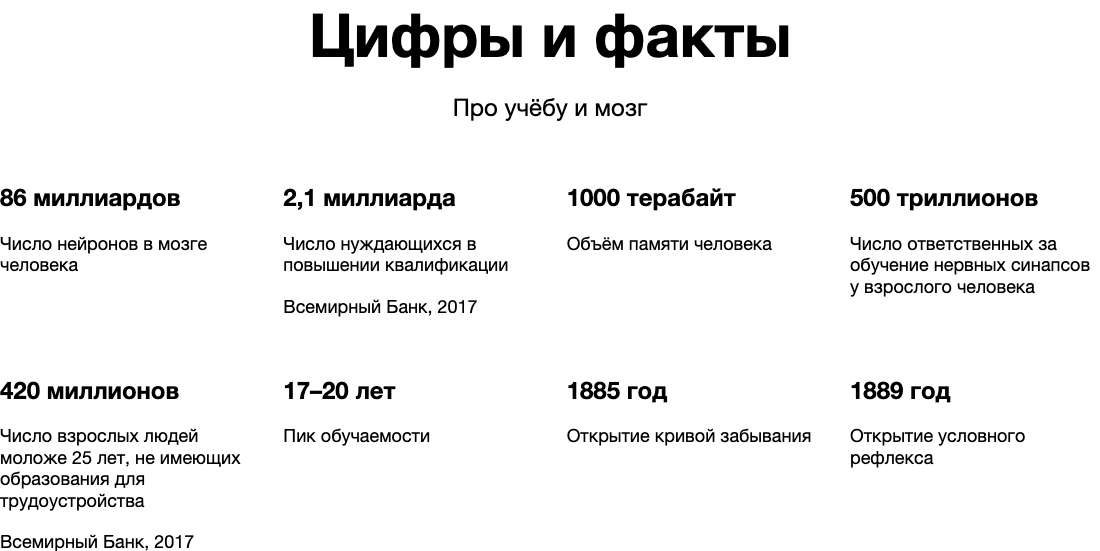 Цифры и факты
Про учёбу и мозг
86 миллиардов
Число нейронов в мозге
человека
2,1 миллиарда
Число нуждающихся в
повышении квалификации
Всемирный Банк, 2017
1000 терабайт
Объём памяти человека
500 триллионов
Число ответственных за
обучение нервных синапсов
у взрослого человека
420 миллионов
Число взрослых людей
моложе 25 лет, не имеющих
образования для
трудоустройства
Всемирный Банк, 2017
17–20 лет
Пик обучаемости
1885 год
Открытие кривой забывания
1889 год
Открытие условного
рефлекса